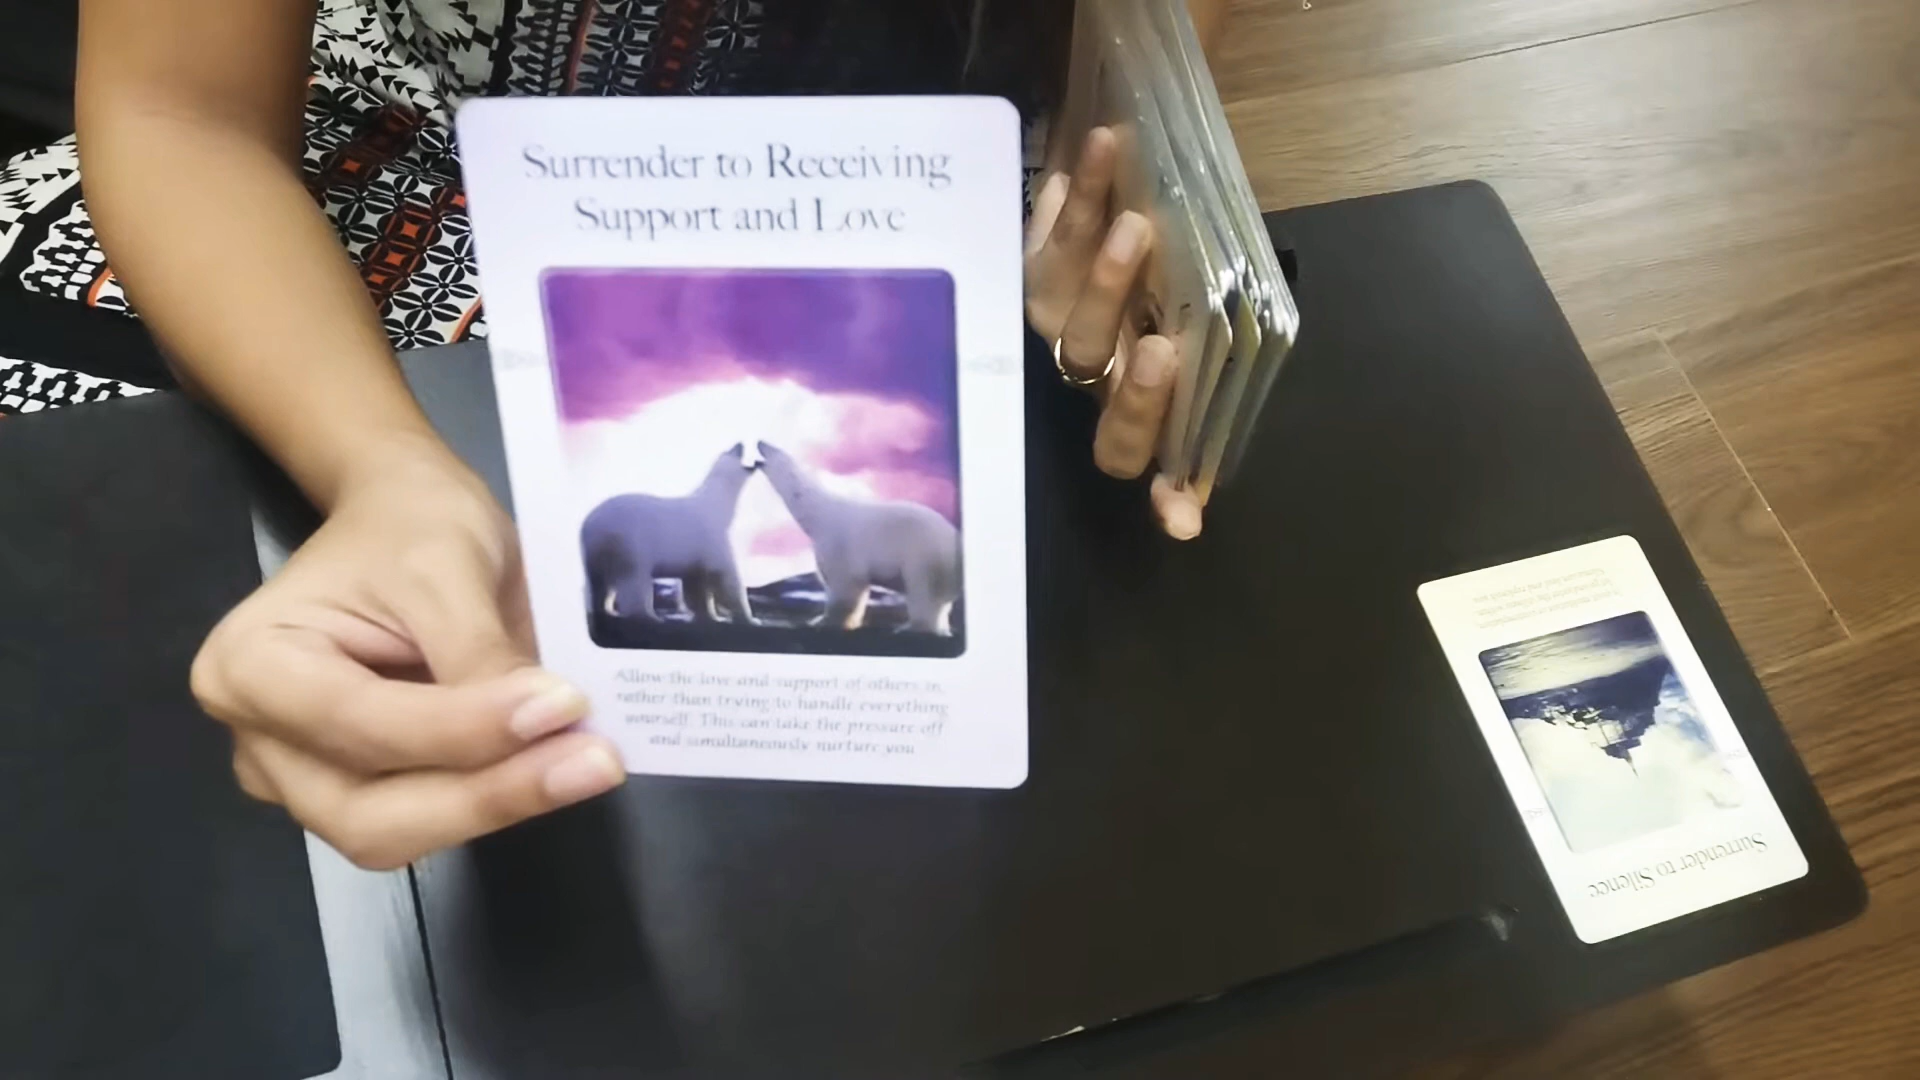 Surrender to Receiving
Support and Love
Allow the love and support of others in,
rather than trying to handle everything
yourself. This can take the pressure off
and simultaneously nurture you
Surrender to Silence